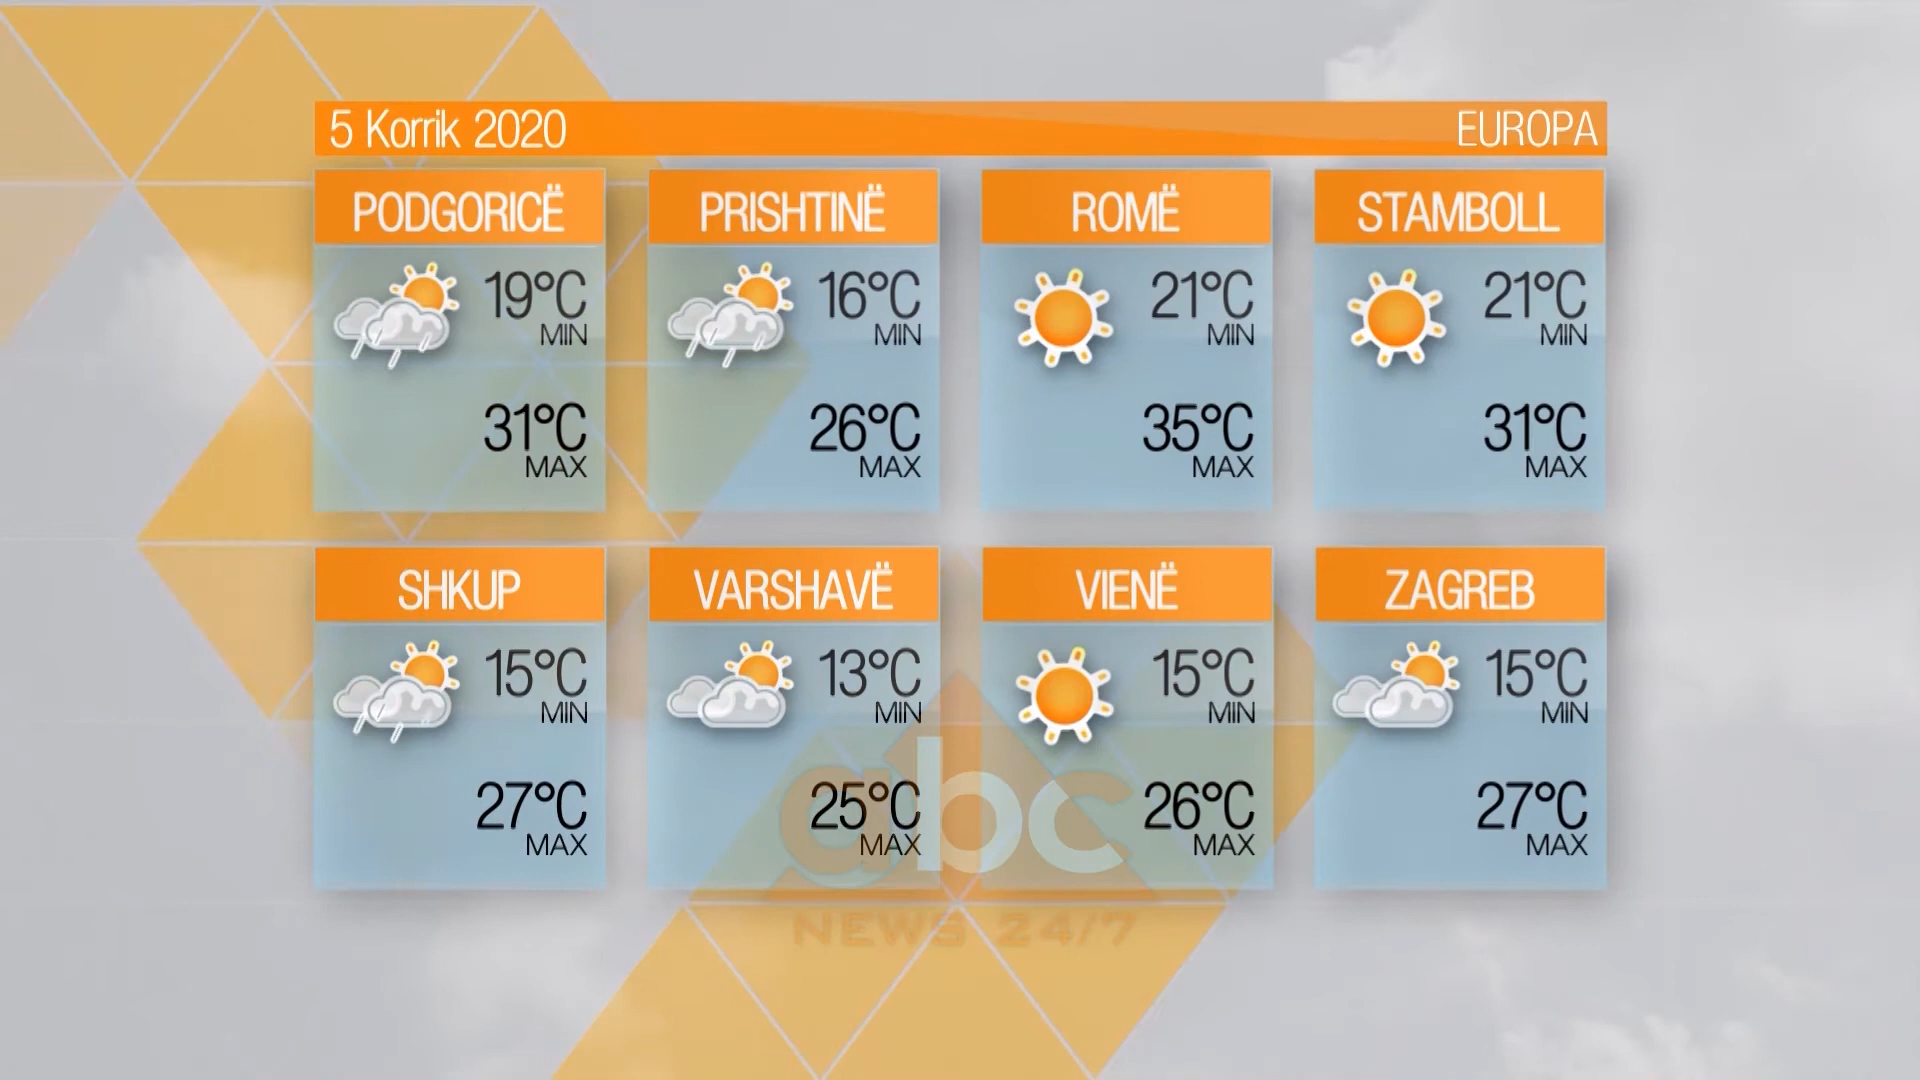 5 Korrik 2020 EUROPA
PODGORICË
19°C
MIN
31°C
MAX
PRISHTINË
16°C
MIN
26°C
MAX
ROMË
21°C
MIN
35°C
MAX
STAMBOLL
21°C
MIN
31°C
MAX
SHKUP
15°C
MIN
27°C
MAX
VARSHAVË
13°C
MIN
25°C
MAX
VIENË
15°C
MIN
26°C
MAX
ZAGREB
15°C
MIN
27°C
MAX
abc
NEWS 24/7